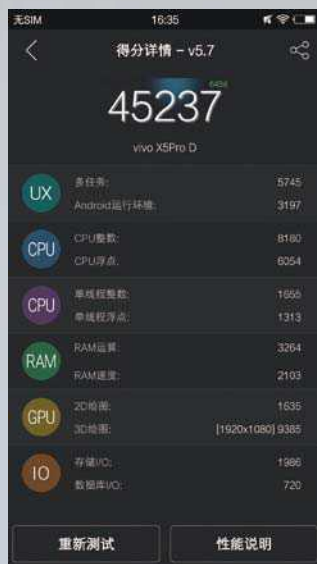 无SIM 16:35
得分详情 - v5.7
6434
45237
vivo X5Pro D
UX
多任务: 5745
Android运行环境: 3197
CPU
CPU整数: 8180
CPU浮点: 6054
CPU
单线程整数: 1655
单线程浮点: 1313
RAM
RAM运算: 3264
RAM速度: 2103
GPU
2D绘图: 1635
3D绘图: [1920x1080] 9385
IO
存储I/O: 1986
数据库I/O: 720
重新测试 性能说明